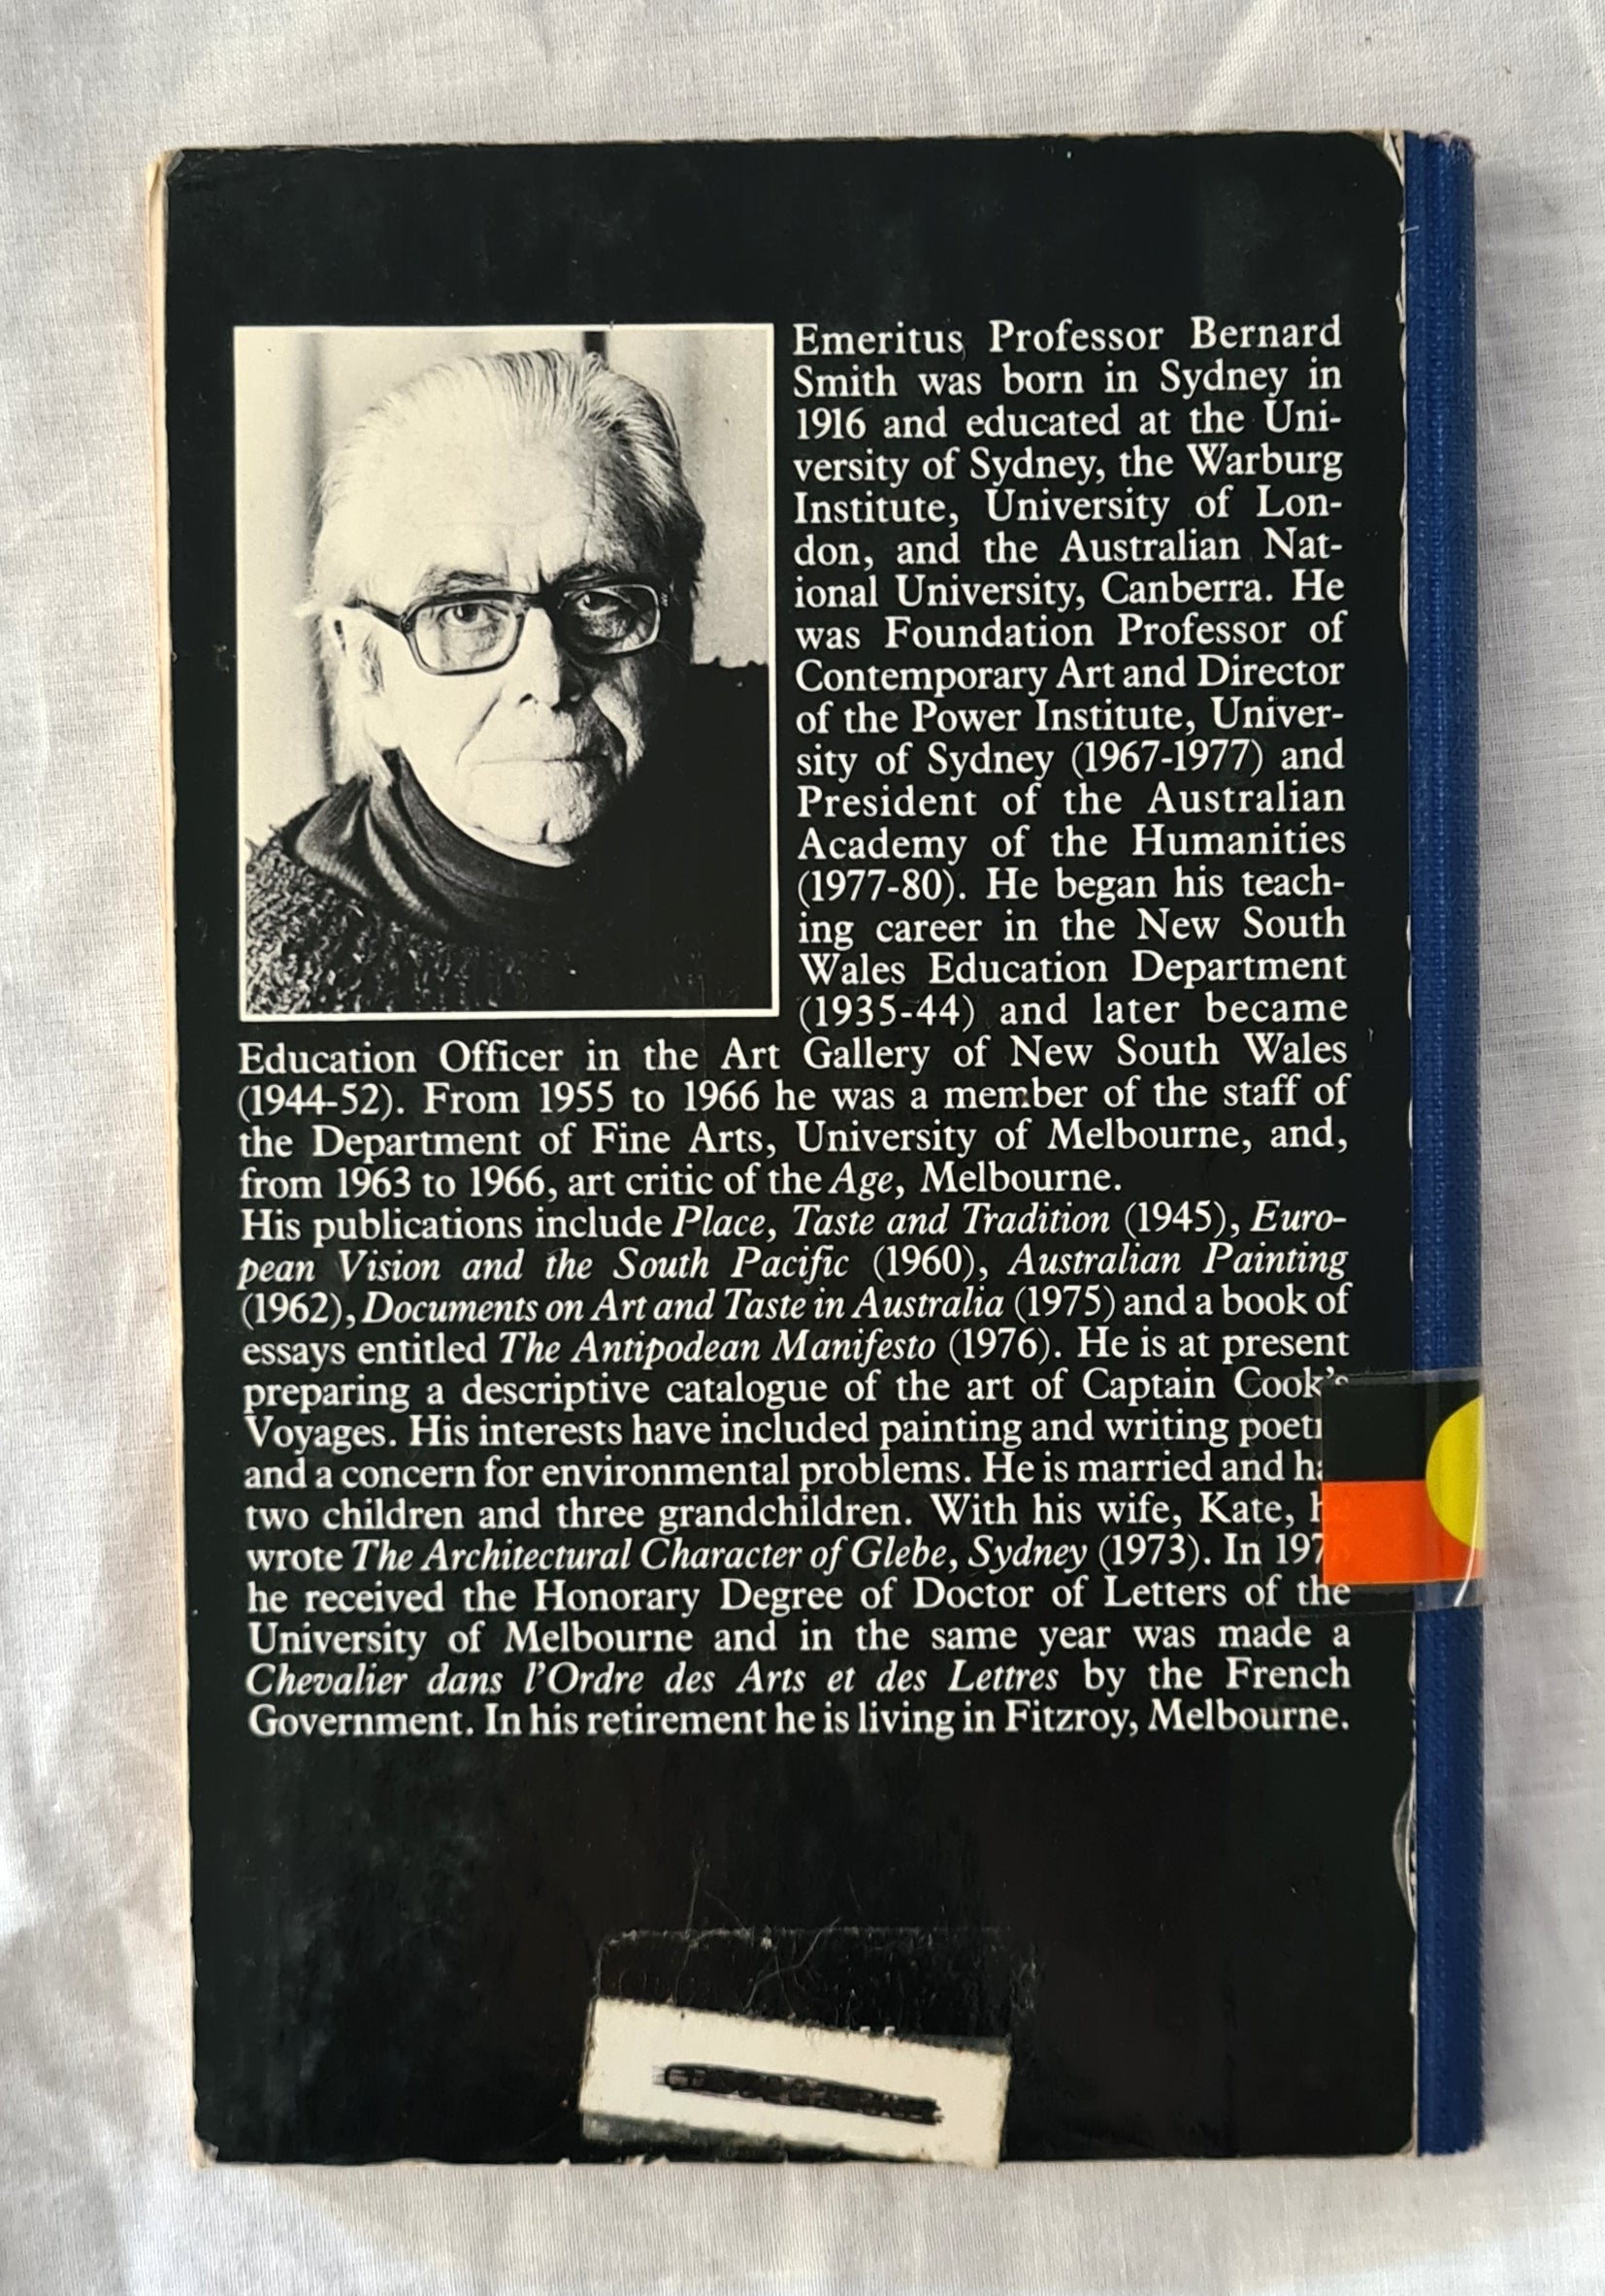 Emeritus Professor Bernard
Smith was born in Sydney in
1916 and educated at the Uni-
versity of Sydney, the Warburg
Institute, University of Lon-
don, and the Australian Nat-
ional University, Canberra. He
was Foundation Professor of
Contemporary Art and Director
of the Power Institute, Univer-
sity of Sydney (1967-1977) and
President of the Australian
Academy of the Humanities
(1977-80). He began his teach-
ing career in the New South
Wales Education Department
(1935-44) and later became
Education Officer in the Art Gallery of New South Wales
(1944-52). From 1955 to 1966 he was a member of the staff of
the Department of Fine Arts, University of Melbourne, and,
from 1963 to 1966, art critic of the Age, Melbourne.
His publications include Place, Taste and Tradition (1945), Euro-
pean Vision and the South Pacific (1960), Australian Painting
(1962), Documents on Art and Taste in Australia (1975) and a book of
essays entitled The Antipodean Manifesto (1976). He is at present
preparing a descriptive catalogue of the art of Captain Cook's
Voyages. His interests have included painting and writing
and a concern for environmental problems. He is married and
two children and three grandchildren. With his wife, Kate,
wrote The Architectural Character of Glebe, Sydney (1973). In
he received the Honorary Degree of Doctor of Letters of the
University of Melbourne and in the same year was made a
Chevalier dans l'Ordre des Arts et des Lettres by the French
Government. In his retirement he is living in Fitzroy, Melbourne.